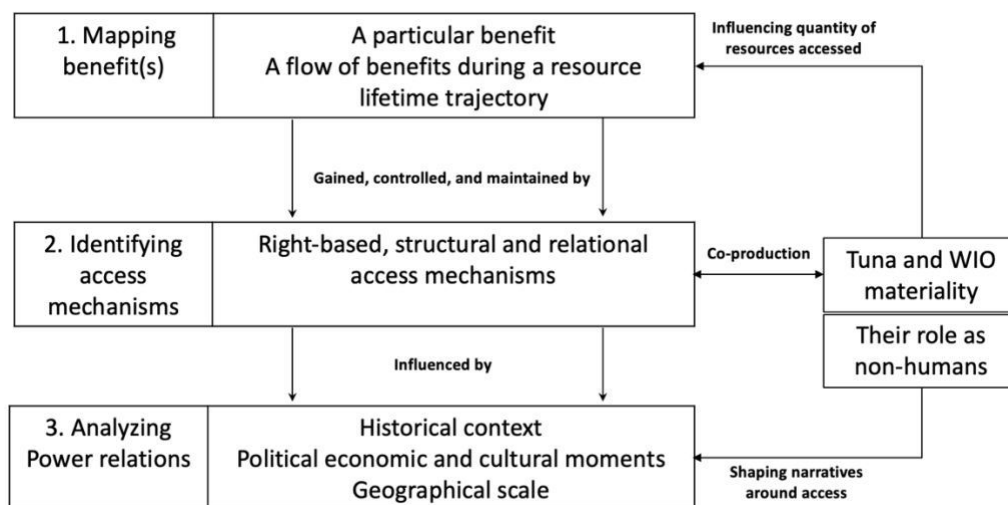 1. Mapping
benefit(s)
A particular benefit
A flow of benefits during a resource
lifetime trajectory
Influencing quantity of
resources accessed
Gained, controlled, and maintained by
2. Identifying
access
mechanisms
Right-based, structural and relational
access mechanisms
Co-production
Tuna and WIO
materiality
Their role as
non-humans
Influenced by
3. Analyzing
Power relations
Historical context
Political economic and cultural moments
Geographical scale
Shaping narratives
around access